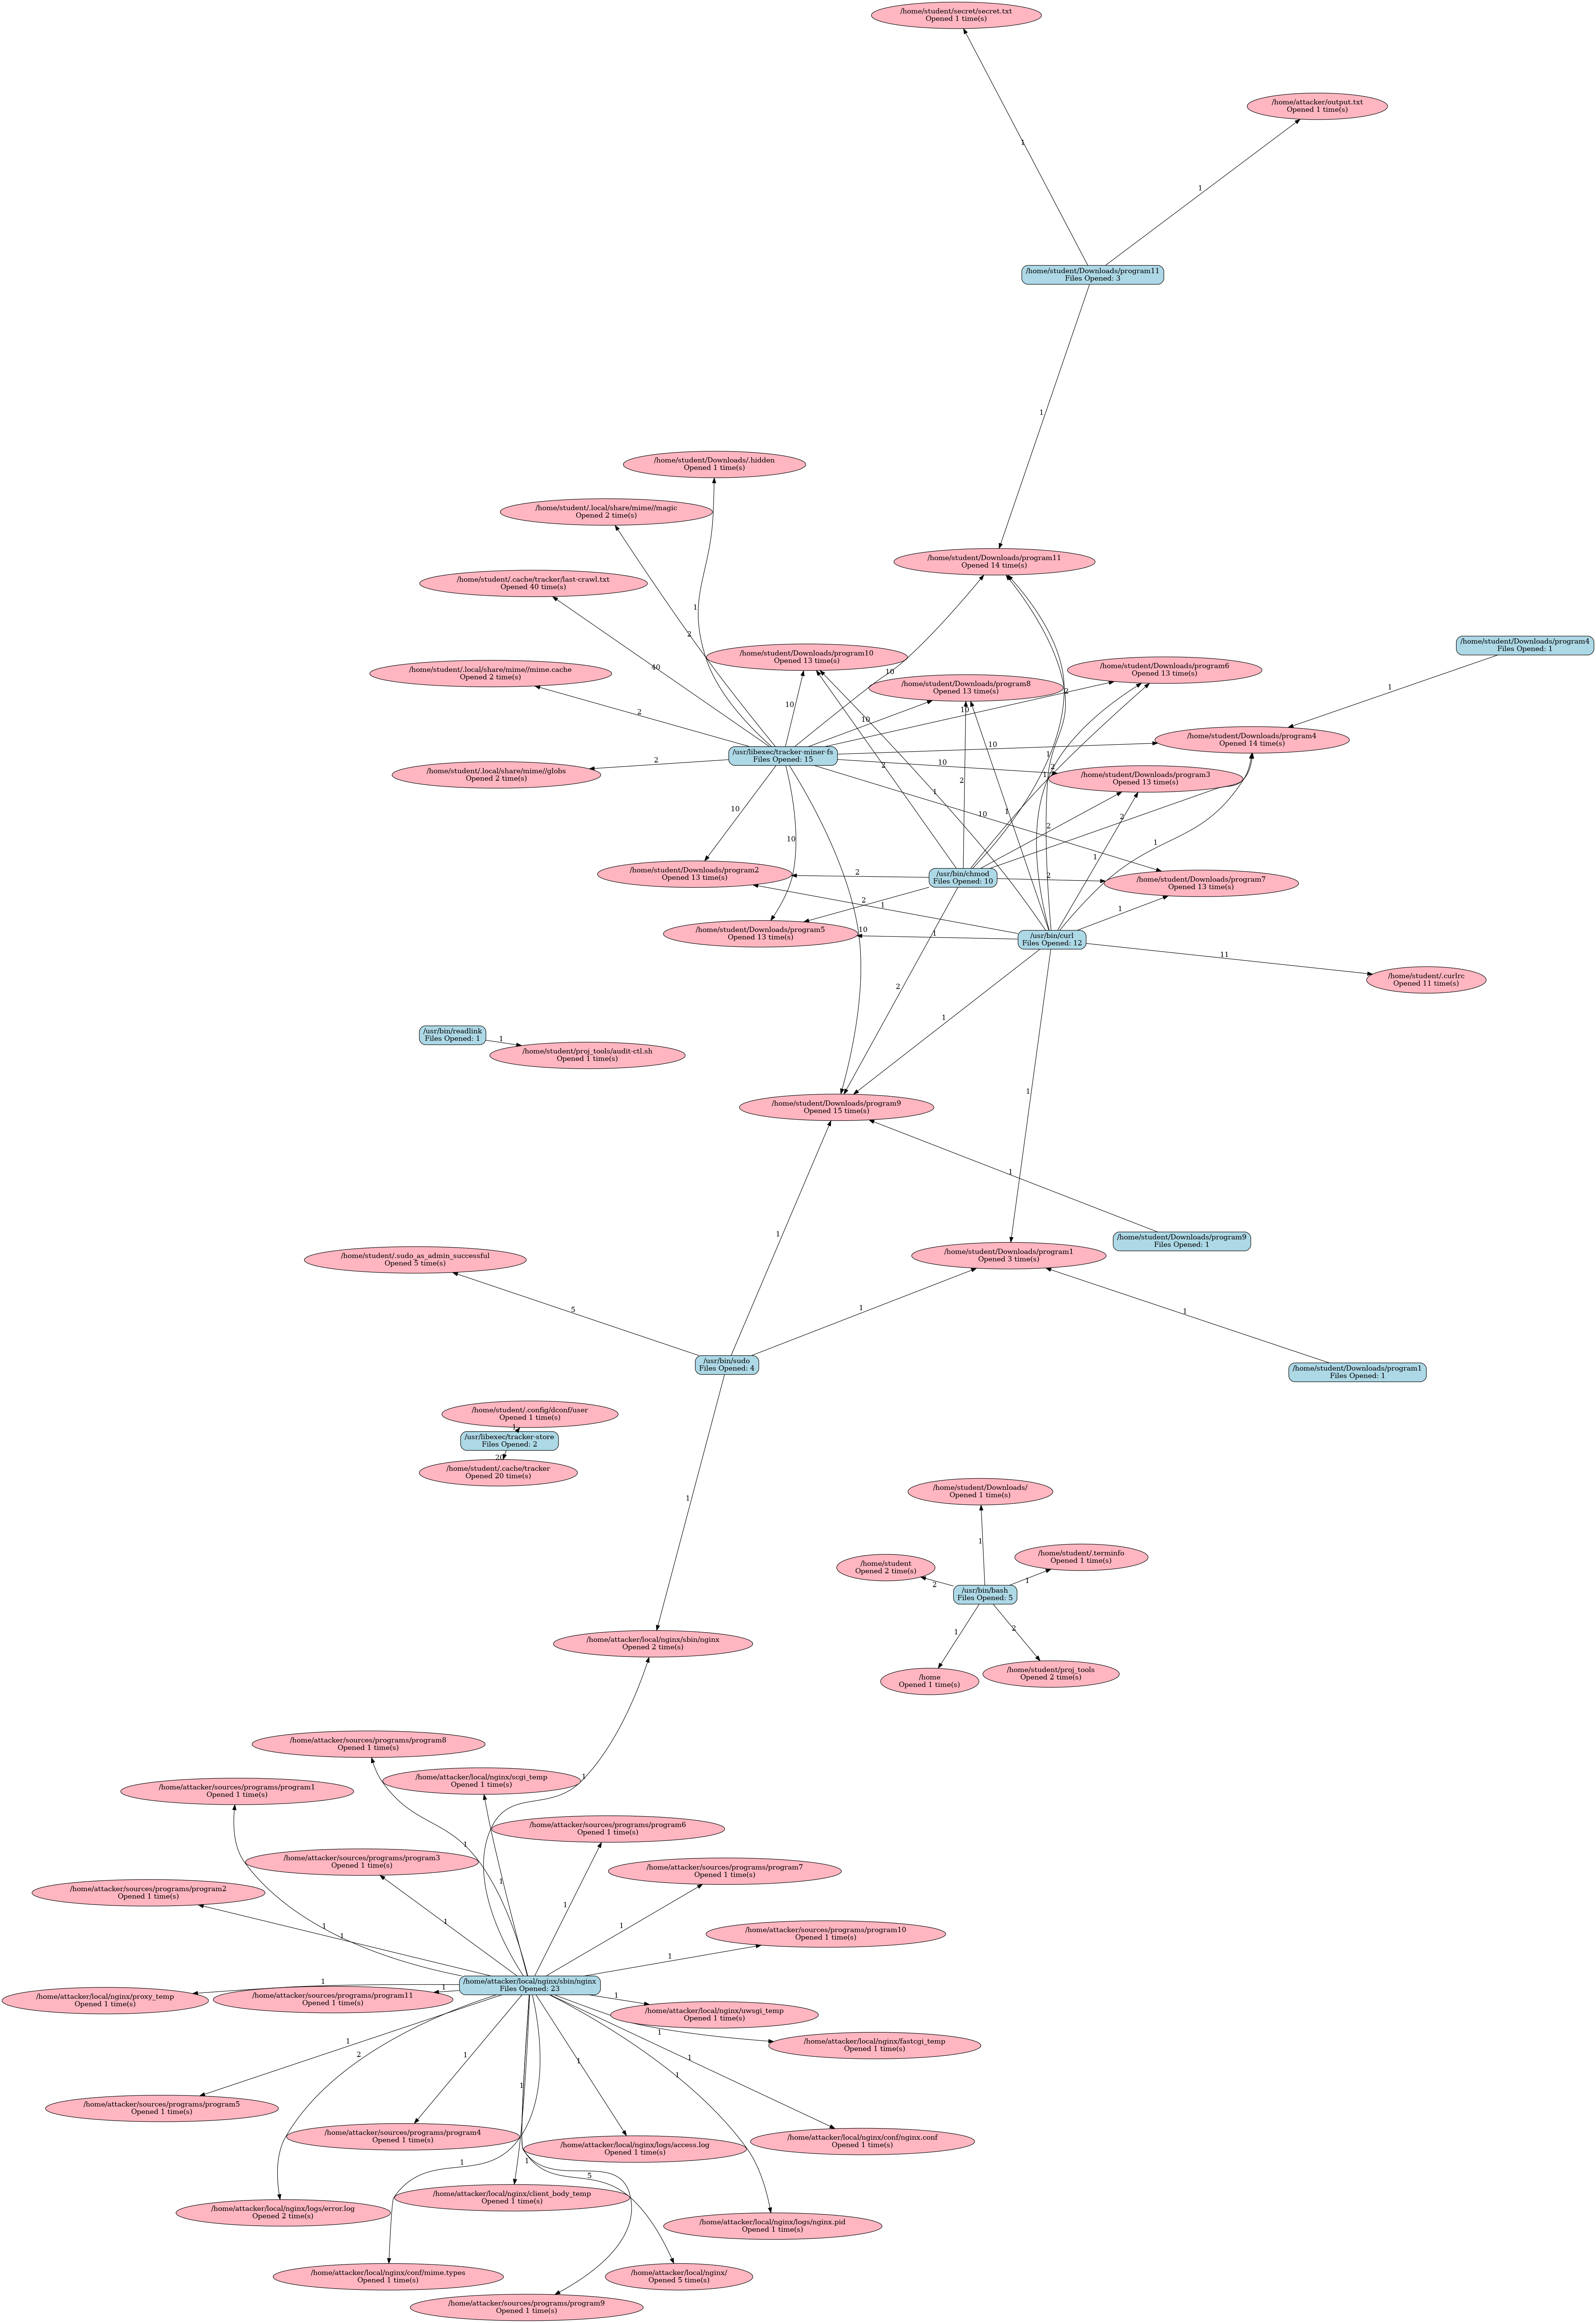 /home/student/secret/secret.txt
Opened 1 time(s)
/home/attacker/output.txt
Opened 1 time(s)
1
1
/home/student/Downloads/program11
Files Opened: 3
1
/home/student/Downloads/.hidden
Opened 1 time(s)
/home/student/.local/share/mime//magic
Opened 2 time(s)
/home/student/Downloads/program11
Opened 14 time(s)
/home/student/.cache/tracker/last-crawl.txt
Opened 40 time(s)
1
2
/home/student/Downloads/program4
Files Opened: 1
/home/student/Downloads/program10
Opened 13 time(s)
40
10
/home/student/Downloads/program6
Opened 13 time(s)
/home/student/.local/share/mime//mime.cache
Opened 2 time(s)
/home/student/Downloads/program8
Opened 13 time(s)
2
1
10
10
2
10
/home/student/Downloads/program4
Opened 14 time(s)
10
/usr/libexec/tracker-miner-fs
Files Opened: 15
1
2
10
2
2
1
/home/student/.local/share/mime//globs
Opened 2 time(s)
/home/student/Downloads/program3
Opened 13 time(s)
2
1
10
1
10
2
2
10
1
1
/home/student/Downloads/program2
Opened 13 time(s)
2
/usr/bin/chmod
Files Opened: 10
2
/home/student/Downloads/program7
Opened 13 time(s)
2
1
1
/home/student/Downloads/program5
Opened 13 time(s)
10
1
/usr/bin/curl
Files Opened: 12
11
/home/student/.curlrc
Opened 11 time(s)
2
1
/usr/bin/readlink
Files Opened: 1
1
/home/student/proj_tools/audit-ctl.sh
Opened 1 time(s)
1
/home/student/Downloads/program9
Opened 15 time(s)
1
1
/home/student/Downloads/program9
Files Opened: 1
/home/student/.sudo_as_admin_successful
Opened 5 time(s)
/home/student/Downloads/program1
Opened 3 time(s)
5
1
1
/usr/bin/sudo
Files Opened: 4
/home/student/Downloads/program1
Files Opened: 1
/home/student/.config/dconf/user
Opened 1 time(s)
1
/usr/libexec/tracker-store
Files Opened: 2
20
/home/student/.cache/tracker
Opened 20 time(s)
1
/home/student/Downloads/
Opened 1 time(s)
1
/home/student
Opened 2 time(s)
/home/student/.terminfo
Opened 1 time(s)
2
1
/usr/bin/bash
Files Opened: 5
1
2
/home/attacker/local/nginx/sbin/nginx
Opened 2 time(s)
/home
Opened 1 time(s)
/home/student/proj_tools
Opened 2 time(s)
/home/attacker/sources/programs/program8
Opened 1 time(s)
/home/attacker/local/nginx/scgi_temp
Opened 1 time(s)
1
/home/attacker/sources/programs/program1
Opened 1 time(s)
/home/attacker/sources/programs/program6
Opened 1 time(s)
1
/home/attacker/sources/programs/program3
Opened 1 time(s)
/home/attacker/sources/programs/program7
Opened 1 time(s)
1
/home/attacker/sources/programs/program2
Opened 1 time(s)
1
1
1
1
1
/home/attacker/sources/programs/program10
Opened 1 time(s)
1
/home/attacker/local/nginx/sbin/nginx
Files Opened: 23
1
1
1
/home/attacker/local/nginx/proxy_temp
Opened 1 time(s)
/home/attacker/sources/programs/program11
Opened 1 time(s)
/home/attacker/local/nginx/uwsgi_temp
Opened 1 time(s)
1
/home/attacker/local/nginx/fastcgi_temp
Opened 1 time(s)
1
2
1
1
1
1
1
/home/attacker/sources/programs/program5
Opened 1 time(s)
/home/attacker/sources/programs/program4
Opened 1 time(s)
/home/attacker/local/nginx/logs/access.log
Opened 1 time(s)
/home/attacker/local/nginx/conf/nginx.conf
Opened 1 time(s)
1
1
5
/home/attacker/local/nginx/client_body_temp
Opened 1 time(s)
/home/attacker/local/nginx/logs/error.log
Opened 2 time(s)
/home/attacker/local/nginx/logs/nginx.pid
Opened 1 time(s)
/home/attacker/local/nginx/conf/mime.types
Opened 1 time(s)
/home/attacker/local/nginx/
Opened 5 time(s)
/home/attacker/sources/programs/program9
Opened 1 time(s)